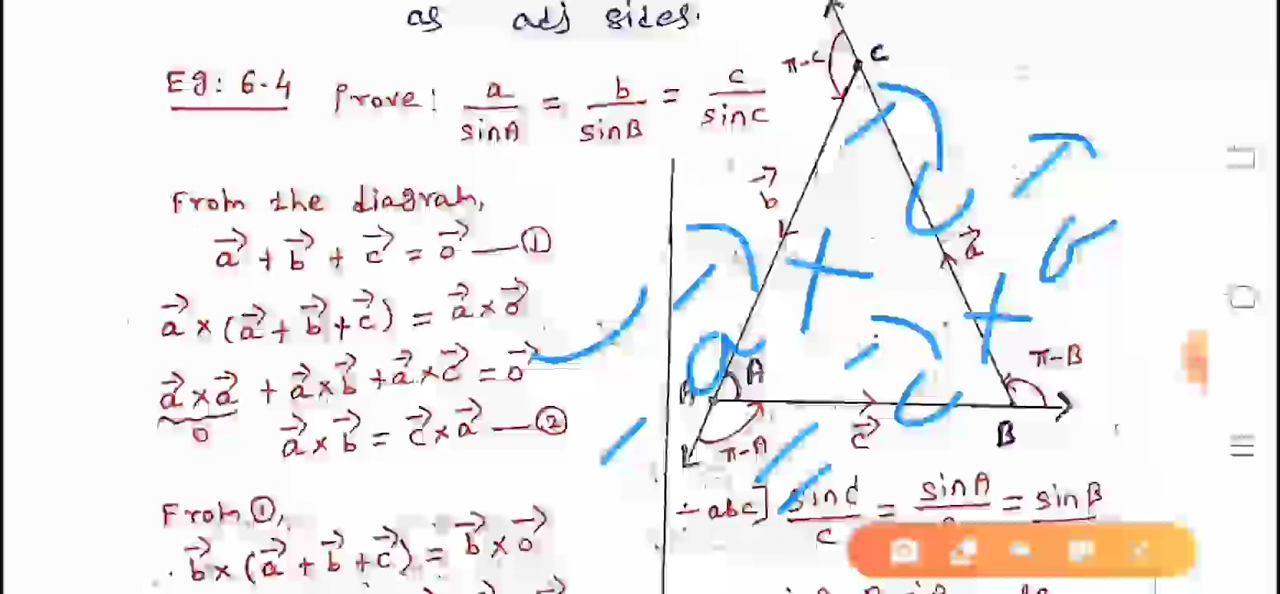 as adj sides.
Eg: 6.4 Prove: a/sinA = b/sinB = c/sinC
From the diagram,
a⃗ + b⃗ + c⃗ = 0⃗ —①
a⃗ × (a⃗ + b⃗ + c⃗) = a⃗ × 0⃗
a⃗ × a⃗ + a⃗ × b⃗ + a⃗ × c⃗ = 0⃗
0
a⃗ × b⃗ = c⃗ × a⃗ —②
From ①,
b⃗ × (a⃗ + b⃗ + c⃗) = b⃗ × 0⃗
π-C C
b⃗
a⃗
A π-B
π-A c⃗ B
÷ abc] sinC/c = sinA = sinB